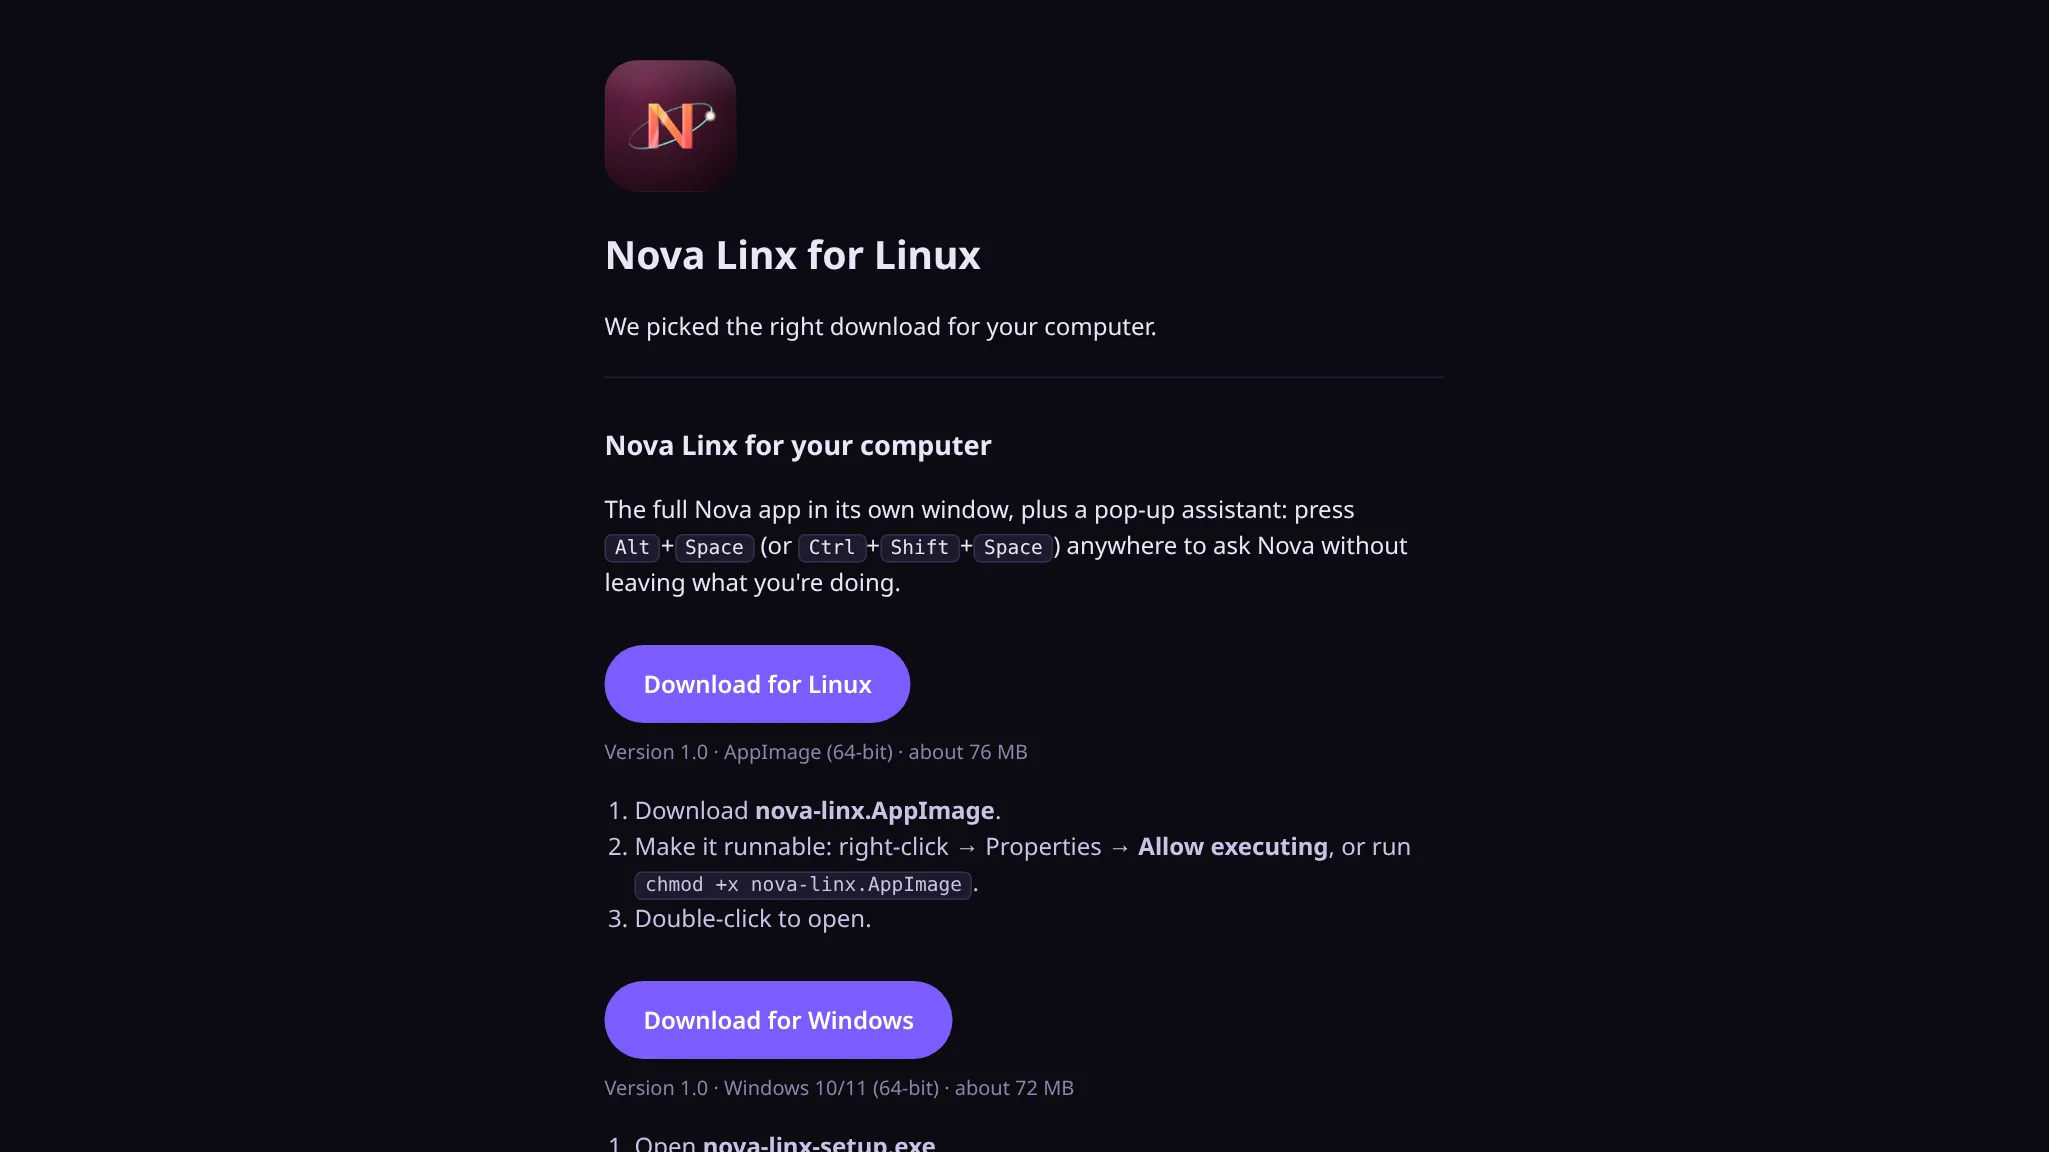 N
Nova Linx for Linux
We picked the right download for your computer.
Nova Linx for your computer
The full Nova app in its own window, plus a pop-up assistant: press
Alt+Space (or Ctrl+Shift+Space) anywhere to ask Nova without
leaving what you're doing.
Download for Linux
Version 1.0 · AppImage (64-bit) · about 76 MB
1. Download nova-linx.AppImage.
2. Make it runnable: right-click → Properties → Allow executing, or run
chmod +x nova-linx.AppImage.
3. Double-click to open.
Download for Windows
Version 1.0 · Windows 10/11 (64-bit) · about 72 MB
1. Open nova-linx-setup.exe